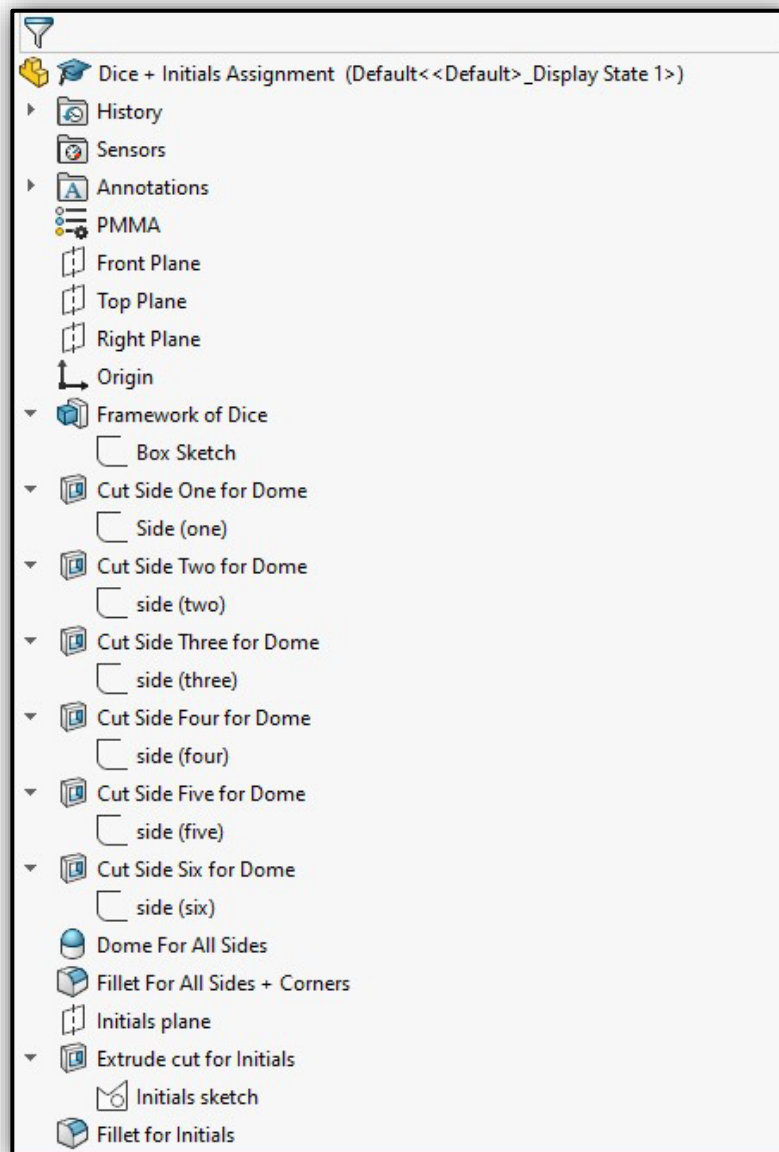 Dice + Initials Assignment (Default<<Default>_Display State 1>)
History
Sensors
A Annotations
PMMA
Front Plane
Top Plane
Right Plane
Origin
Framework of Dice
Box Sketch
Cut Side One for Dome
Side (one)
Cut Side Two for Dome
side (two)
Cut Side Three for Dome
side (three)
Cut Side Four for Dome
side (four)
Cut Side Five for Dome
side (five)
Cut Side Six for Dome
side (six)
Dome For All Sides
Fillet For All Sides + Corners
Initials plane
Extrude cut for Initials
Initials sketch
Fillet for Initials